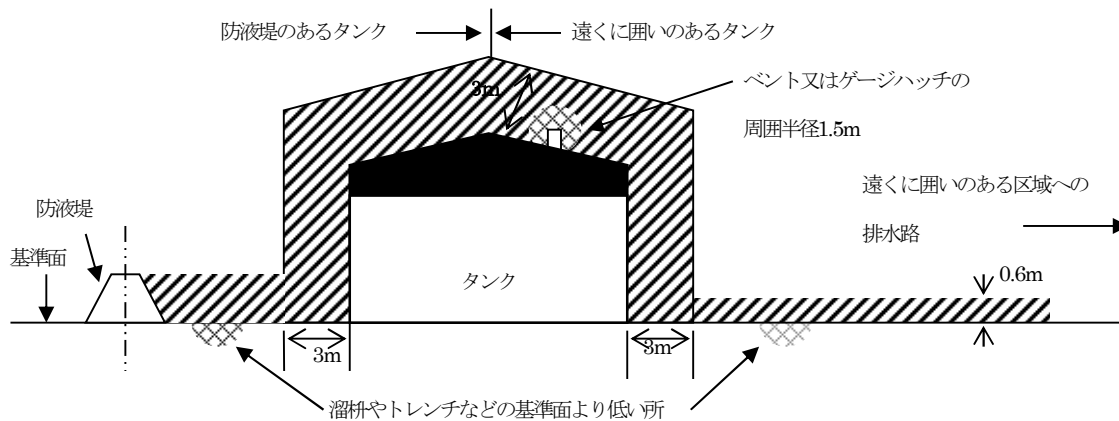 防液堤のあるタンク
遠くに囲いのあるタンク
3m
ベント又はゲージハッチの
周囲半径1.5m
遠くに囲いのある区域への
排水路
防液堤
基準面
タンク
0.6m
3m
3m
溜枡やトレンチなどの基準面より低い所